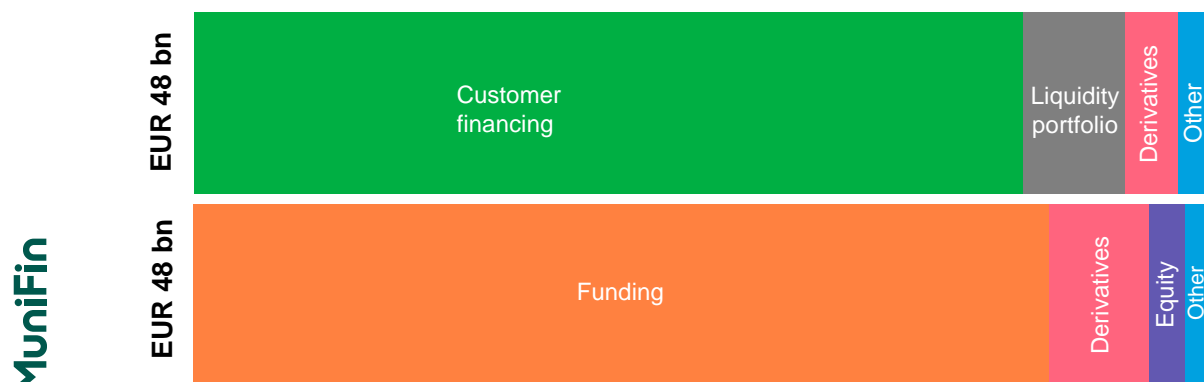 EUR 48 bn
Customer
financing
Liquidity
portfolio
Derivatives
Other
EUR 48 bn
Funding
Derivatives
Equity
Other
MuniFin